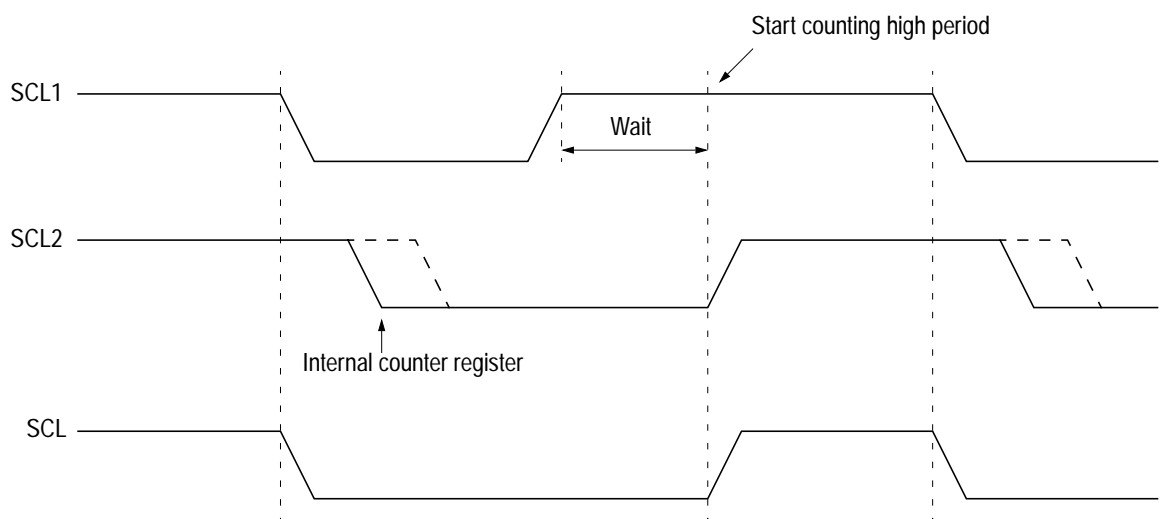 Start counting high period
SCL1
Wait
SCL2
Internal counter register
SCL